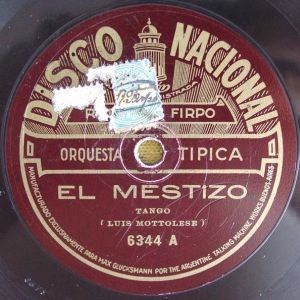 DISCO NACIONAL
FIRPO
ORQUESTA TIPICA
EL MESTIZO
TANGO
( LUIS MOTTOLESE )
6344 A
MANUFACTURADO EXCLUSIVAMENTE PARA MAX GLÜCKSMANN POR THE ARGENTINE TALKING MACHINE WORKS, BUENOS AIRES